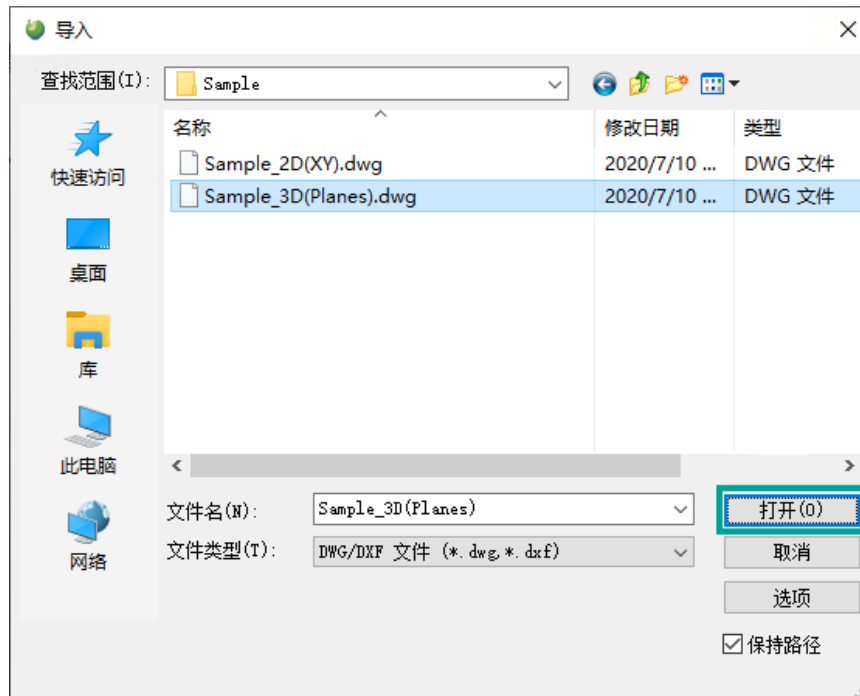 导入
查找范围(I): Sample
快速访问
桌面
库
此电脑
网络
名称 修改日期 类型
Sample_2D(XY).dwg 2020/7/10 ... DWG 文件
Sample_3D(Planes).dwg 2020/7/10 ... DWG 文件
文件名(N): Sample_3D(Planes) 打开(O)
文件类型(T): DWG/DXF 文件 (*.dwg,*.dxf) 取消
选项
保持路径